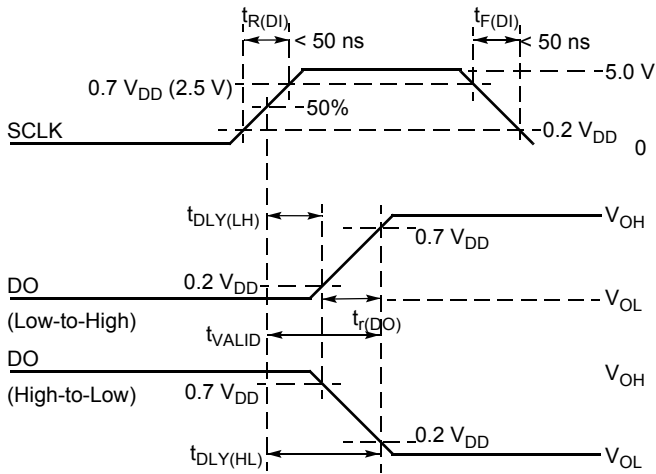 tR(DI) < 50 ns tF(DI) < 50 ns
5.0 V
0.7 VDD (2.5 V)
50%
SCLK 0.2 VDD 0
tDLY(LH) VOH
0.7 VDD
DO 0.2 VDD VOL
(Low-to-High) tr(DO)
tVALID
DO VOH
(High-to-Low) 0.7 VDD
0.2 VDD
tDLY(HL) VOL